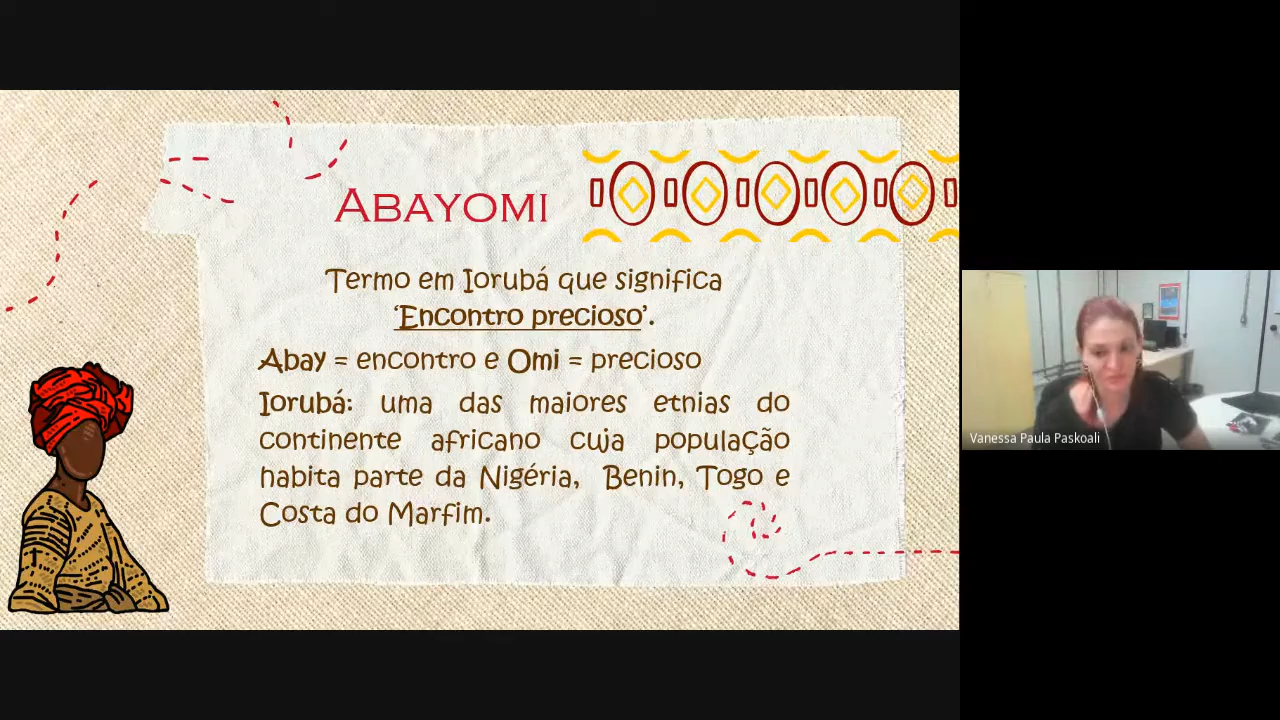 ABAYOMI
Termo em Iorubá que significa
‘Encontro precioso’.
Abay = encontro e Omi = precioso
Iorubá: uma das maiores etnias do
continente africano cuja população
habita parte da Nigéria, Benin, Togo e
Costa do Marfim.
Vanessa Paula Paskoali